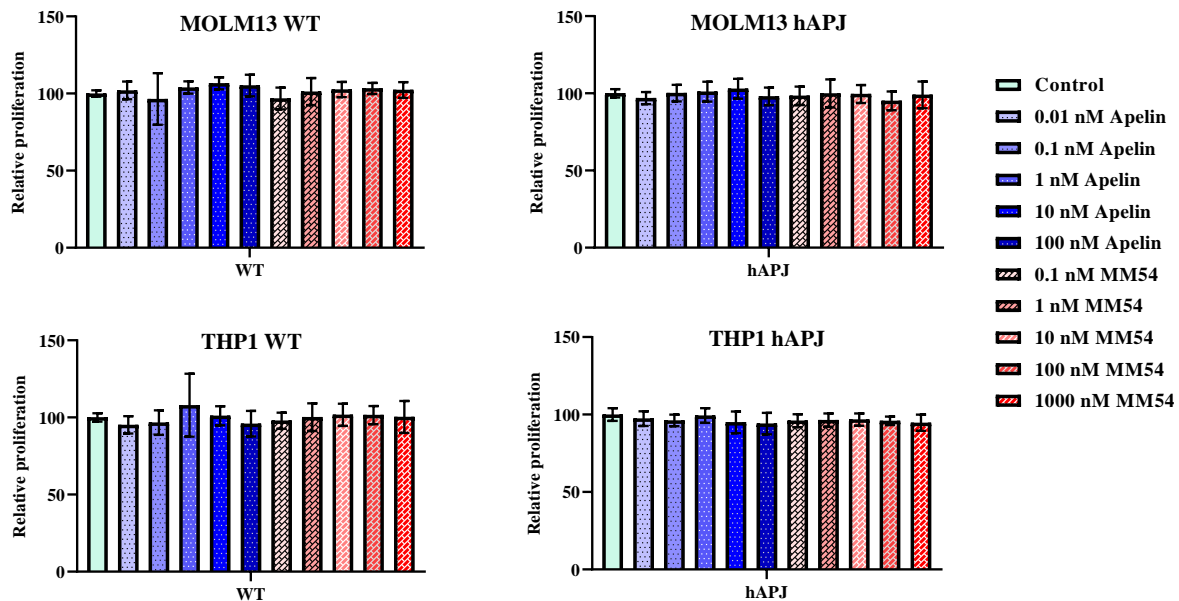 MOLM13 WT
150
100
50
0
Relative proliferation
WT
MOLM13 hAPJ
150
100
50
0
Relative proliferation
hAPJ
THP1 WT
150
100
50
0
Relative proliferation
WT
THP1 hAPJ
150
100
50
0
Relative proliferation
hAPJ
Control
0.01 nM Apelin
0.1 nM Apelin
1 nM Apelin
10 nM Apelin
100 nM Apelin
0.1 nM MM54
1 nM MM54
10 nM MM54
100 nM MM54
1000 nM MM54